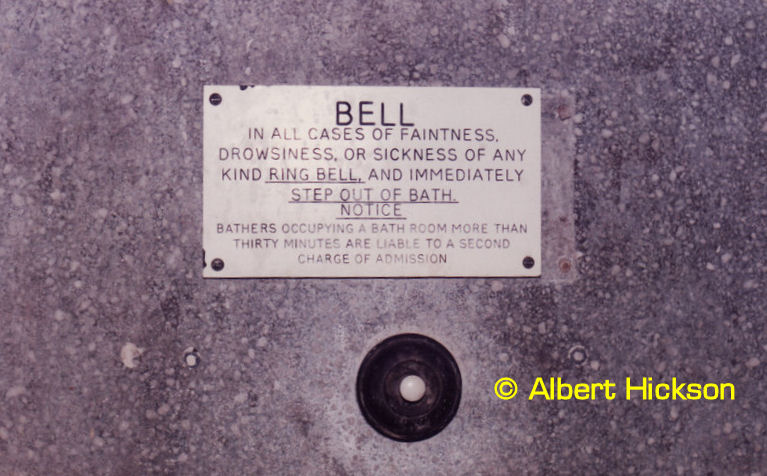 BELL
IN ALL CASES OF FAINTNESS,
DROWSINESS, OR SICKNESS OF ANY
KIND RING BELL, AND IMMEDIATELY
STEP OUT OF BATH.
NOTICE
BATHERS OCCUPYING A BATH ROOM MORE THAN
THIRTY MINUTES ARE LIABLE TO A SECOND
CHARGE OF ADMISSION
© Albert Hickson